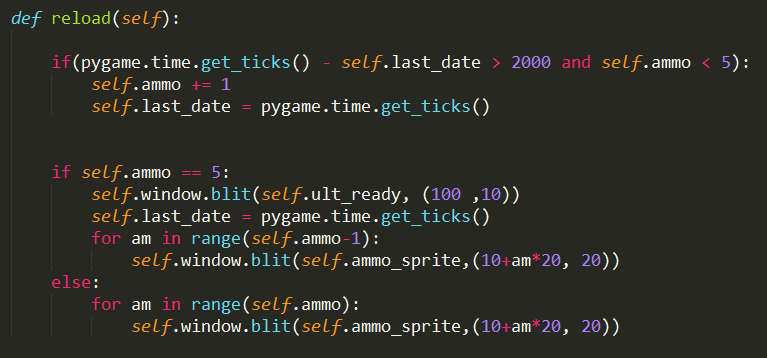 def reload(self):
if(pygame.time.get_ticks() - self.last_date > 2000 and self.ammo < 5):
self.ammo += 1
self.last_date = pygame.time.get_ticks()
if self.ammo == 5:
self.window.blit(self.ult_ready, (100 ,10))
self.last_date = pygame.time.get_ticks()
for am in range(self.ammo-1):
self.window.blit(self.ammo_sprite,(10+am*20, 20))
else:
for am in range(self.ammo):
self.window.blit(self.ammo_sprite,(10+am*20, 20))